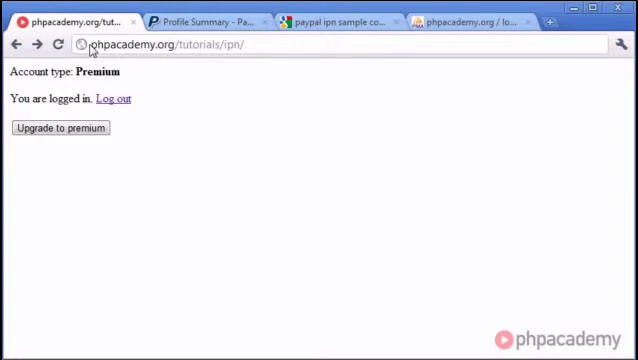 phpacademy.org/tut...
Profile Summary - Pa...
paypal ipn sample co...
phpacademy.org / lo...
phpacademy.org/tutorials/ipn/
Account type: Premium
You are logged in. Log out
Upgrade to premium
phpacademy